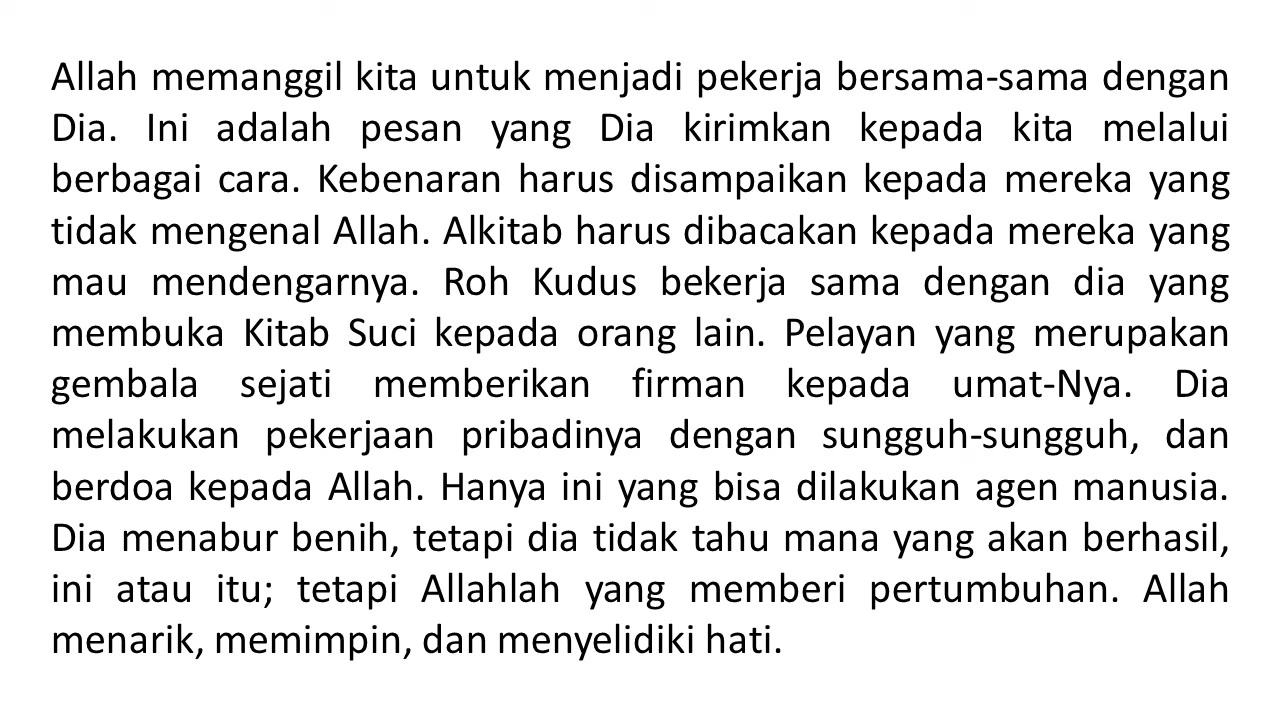 Allah memanggil kita untuk menjadi pekerja bersama-sama dengan
Dia. Ini adalah pesan yang Dia kirimkan kepada kita melalui
berbagai cara. Kebenaran harus disampaikan kepada mereka yang
tidak mengenal Allah. Alkitab harus dibacakan kepada mereka yang
mau mendengarnya. Roh Kudus bekerja sama dengan dia yang
membuka Kitab Suci kepada orang lain. Pelayan yang merupakan
gembala sejati memberikan firman kepada umat-Nya. Dia
melakukan pekerjaan pribadinya dengan sungguh-sungguh, dan
berdoa kepada Allah. Hanya ini yang bisa dilakukan agen manusia.
Dia menabur benih, tetapi dia tidak tahu mana yang akan berhasil,
ini atau itu; tetapi Allahlah yang memberi pertumbuhan. Allah
menarik, memimpin, dan menyelidiki hati.